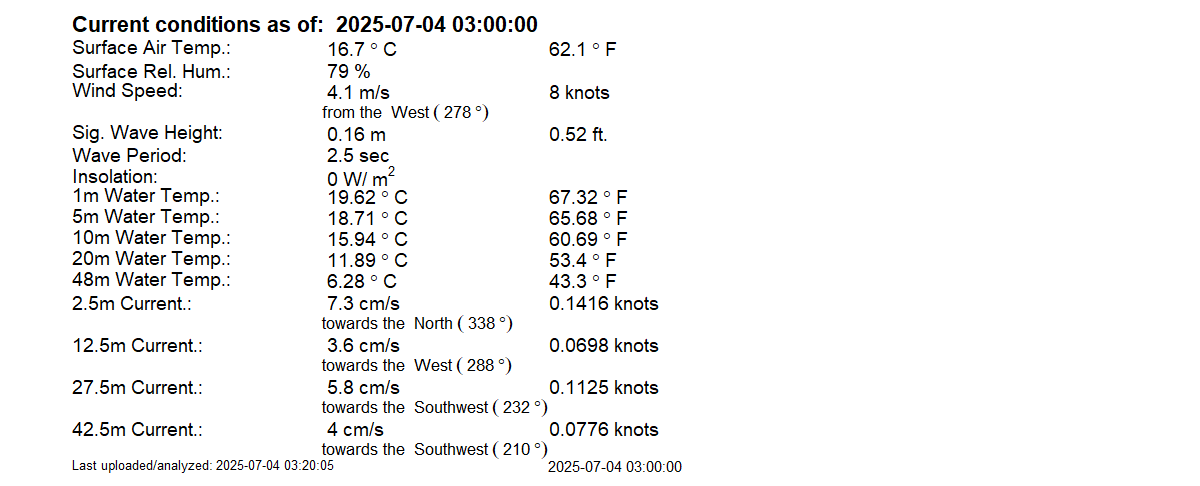 Current conditions as of: 2025-07-04 03:00:00
Surface Air Temp.: 16.7 ° C 62.1 ° F
Surface Rel. Hum.: 79 %
Wind Speed: 4.1 m/s 8 knots
from the West ( 278 °)
Sig. Wave Height: 0.16 m 0.52 ft.
Wave Period: 2.5 sec
Insolation: 0 W/ m²
1m Water Temp.: 19.62 ° C 67.32 ° F
5m Water Temp.: 18.71 ° C 65.68 ° F
10m Water Temp.: 15.94 ° C 60.69 ° F
20m Water Temp.: 11.89 ° C 53.4 ° F
48m Water Temp.: 6.28 ° C 43.3 ° F
2.5m Current.: 7.3 cm/s 0.1416 knots
towards the North ( 338 °)
12.5m Current.: 3.6 cm/s 0.0698 knots
towards the West ( 288 °)
27.5m Current.: 5.8 cm/s 0.1125 knots
towards the Southwest ( 232 °)
42.5m Current.: 4 cm/s 0.0776 knots
towards the Southwest ( 210 °)
Last uploaded/analyzed: 2025-07-04 03:20:05 2025-07-04 03:00:00